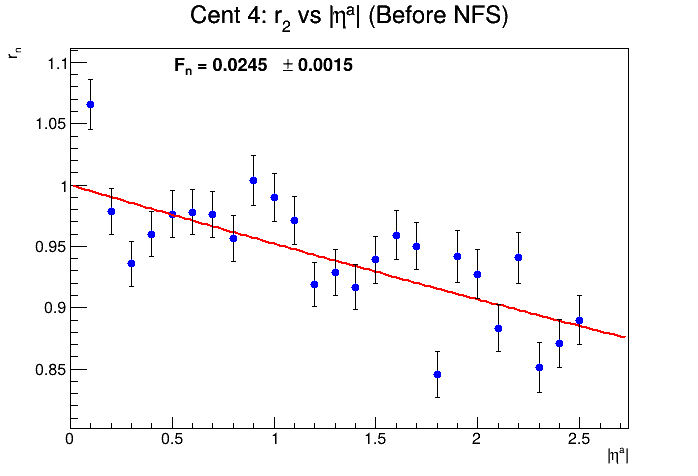 Cent 4: r₂ vs |ηᵃ| (Before NFS)
rₙ
Fₙ = 0.0245 ± 0.0015
1.1
1.05
1
0.95
0.9
0.85
0 0.5 1 1.5 2 2.5
|ηᵃ|